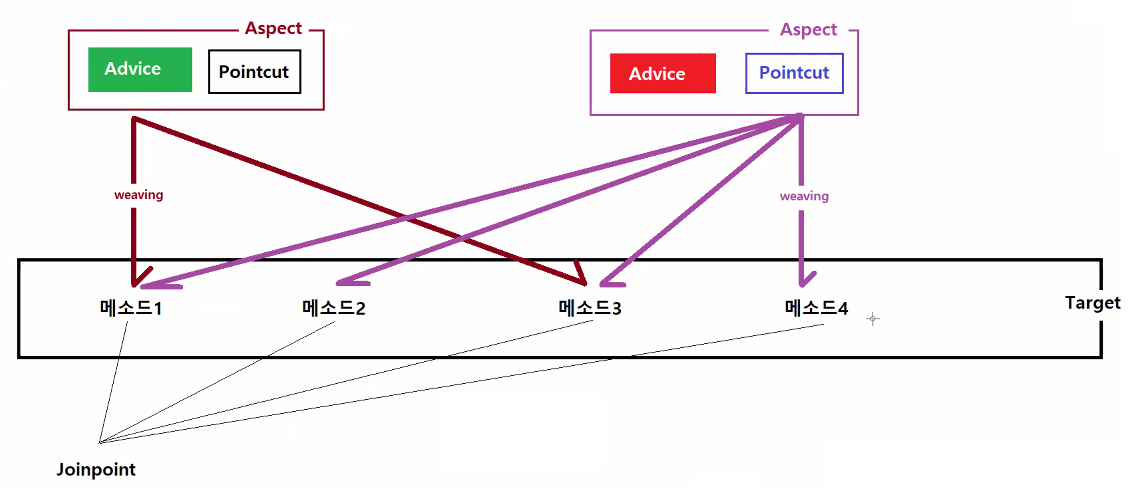 Aspect
Advice
Pointcut
Aspect
Advice
Pointcut
weaving
weaving
메소드1
메소드2
메소드3
메소드4
Target
Joinpoint